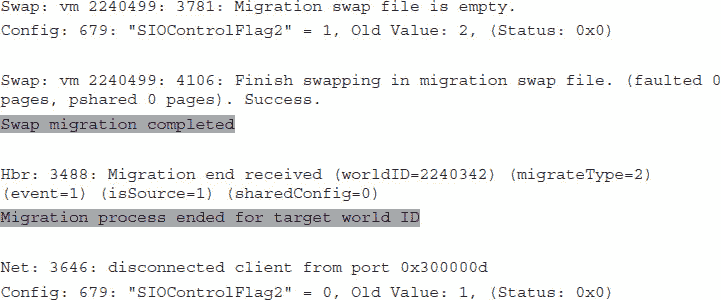 Swap: vm 2240499: 3781: Migration swap file is empty.
Config: 679: "SIOControlFlag2" = 1, Old Value: 2, (Status: 0x0)
Swap: vm 2240499: 4106: Finish swapping in migration swap file. (faulted 0
pages, pshared 0 pages). Success.
Swap migration completed
Hbr: 3488: Migration end received (worldID=2240342) (migrateType=2)
(event=1) (isSource=1) (sharedConfig=0)
Migration process ended for target world ID
Net: 3646: disconnected client from port 0x300000d
Config: 679: "SIOControlFlag2" = 0, Old Value: 1, (Status: 0x0)